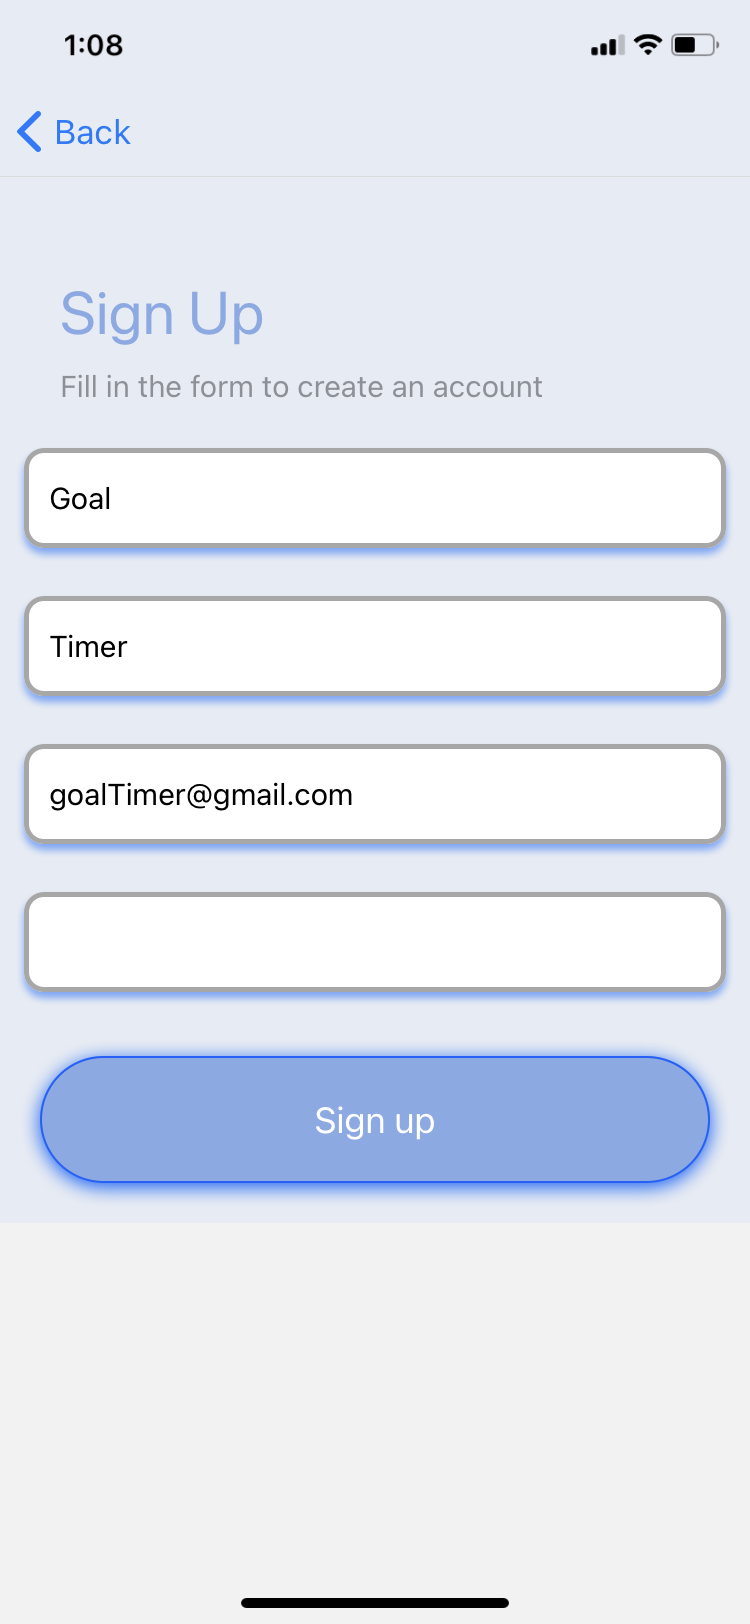 1:08
Back
Sign Up
Fill in the form to create an account
Goal
Timer
goalTimer@gmail.com
Sign up